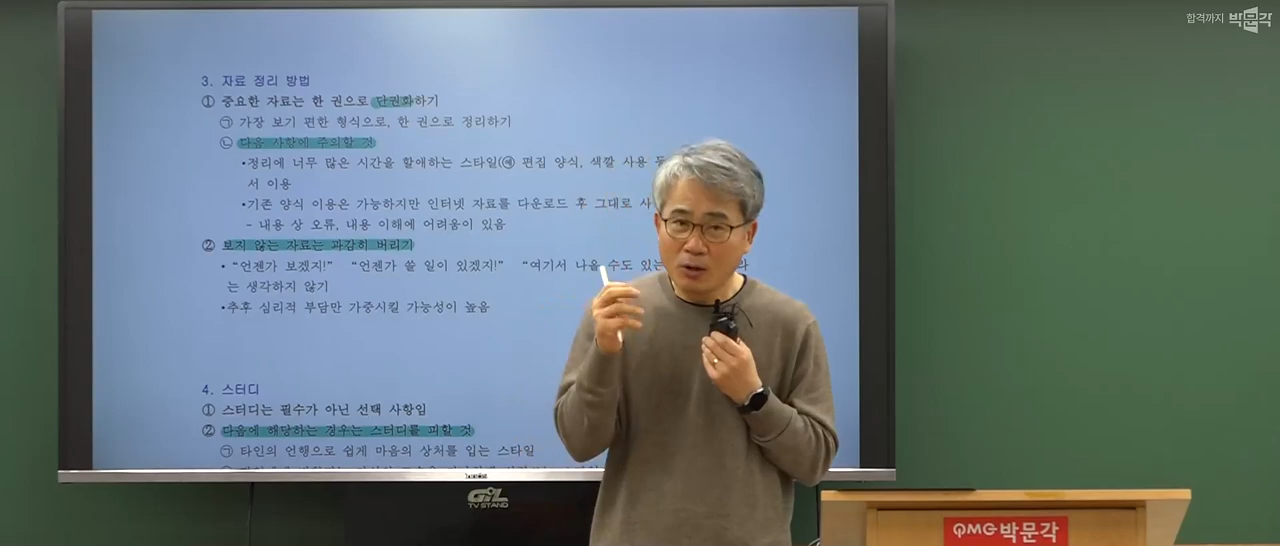 합격까지 박문각
3. 자료 정리 방법
① 중요한 자료는 한 권으로 단권화하기
㉠ 가장 보기 편한 형식으로, 한 권으로 정리하기
㉡ 다음 사항에 주의할 것
•정리에 너무 많은 시간을 할애하는 스타일(㉠ 편집 양식, 색깔 사용
서 이용
•기존 양식 이용은 가능하지만 인터넷 자료를 다운로드 후 그대로
- 내용 상 오류, 내용 이해에 어려움이 있음
② 보지 않는 자료는 과감히 버리기
•“언젠가 보겠지!” “언젠가 쓸 일이 있겠지!” “여기서 나올 수도 있는
는 생각하지 않기
•추후 심리적 부담만 가중시킬 가능성이 높음
4. 스터디
① 스터디는 필수가 아닌 선택 사항임
② 다음에 해당하는 경우는 스터디를 피할 것
㉠ 타인의 언행으로 쉽게 마음의 상처를 입는 스타일
GIL
TV STAND
PMG 박문각